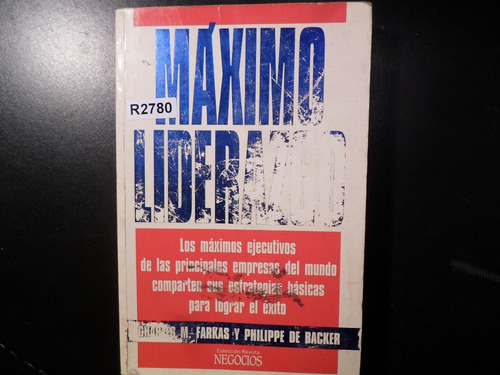 MÁXIMO
R2780
LIDERAZGO
Los máximos ejecutivos
de las principales empresas del mundo
comparten sus estrategias básicas
para lograr el éxito
CHARLES M. FARKAS Y PHILIPPE DE BACKER
Colección Revista
NEGOCIOS